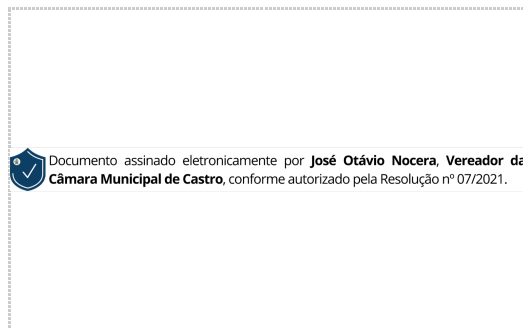 Documento assinado eletronicamente por José Otávio Nocera, Vereador da
Câmara Municipal de Castro, conforme autorizado pela Resolução nº 07/2021.